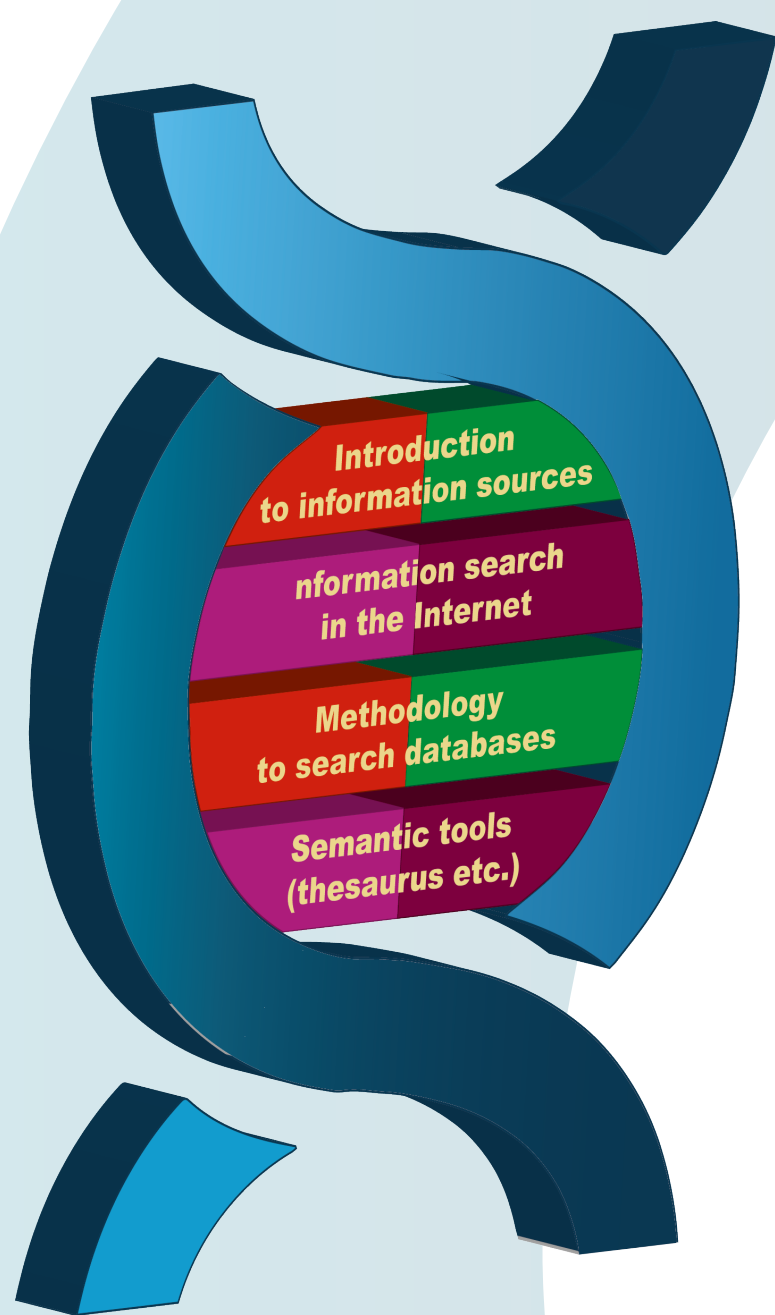 Introduction
to information sources
nformation search
in the Internet
Methodology
to search databases
Semantic tools
(thesaurus etc.)